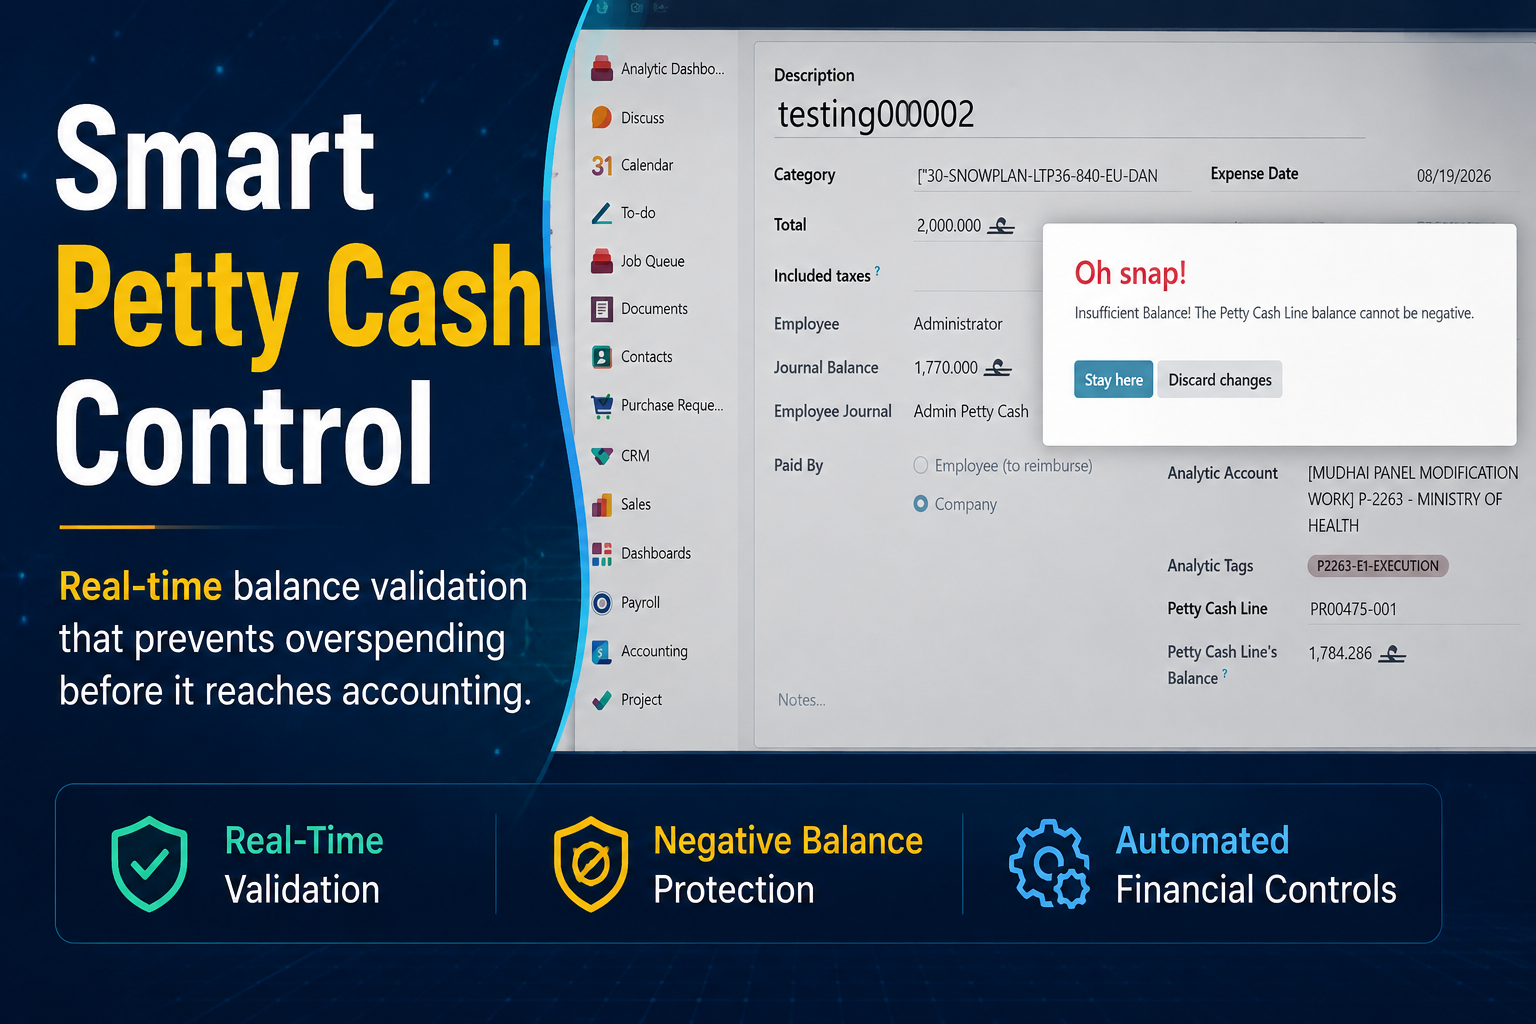 Smart
Petty Cash
Control
Real-time balance validation
that prevents overspending
before it reaches accounting.
Analytic Dashbo...
Discuss
31 Calendar
To-do
Job Queue
Documents
Contacts
Purchase Reque...
CRM
Sales
Dashboards
Payroll
$ Accounting
Project
Description
testing000002
Category ["30-SNOWPLAN-LTP36-840-EU-DAN
Expense Date 08/19/2026
Total 2,000.000
Included taxes ?
Employee Administrator
Journal Balance 1,770.000
Employee Journal Admin Petty Cash
Paid By Employee (to reimburse)
Company
Notes...
Oh snap!
Insufficient Balance! The Petty Cash Line balance cannot be negative.
Stay here Discard changes
Analytic Account [MUDHAI PANEL MODIFICATION
WORK] P-2263 - MINISTRY OF
HEALTH
Analytic Tags P2263-E1-EXECUTION
Petty Cash Line PR00475-001
Petty Cash Line's 1,784.286
Balance ?
Real-Time
Validation
Negative Balance
Protection
Automated
Financial Controls